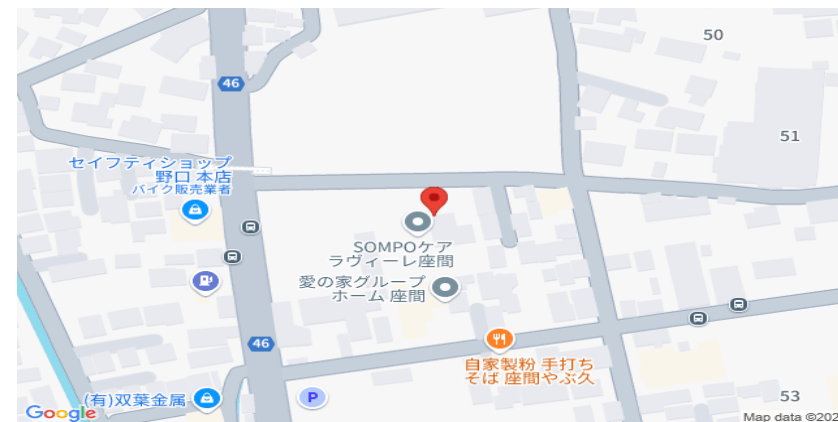 50
46
51
セイフティショップ
野口 本店
バイク販売業者
SOMPOケア
ラヴィーレ座間
愛の家グループ
ホーム 座間
46
自家製粉 手打ち
そば 座間やぶ久
(有)双葉金属
P
53
Google
Map data ©202